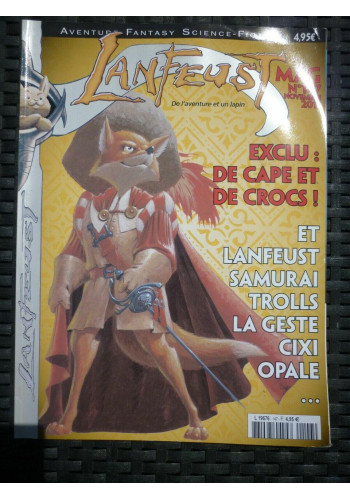 AVENTURE FANTASY SCIENCE-FICTION
4,95€
LANFEUST
MAG
De l'aventure et un lapin
EXCLU :
DE CAPE ET
DE CROCS !
ET
LANFEUST
SAMURAI
TROLLS
LA GESTE
CIXI
OPALE
...
LANFEUST